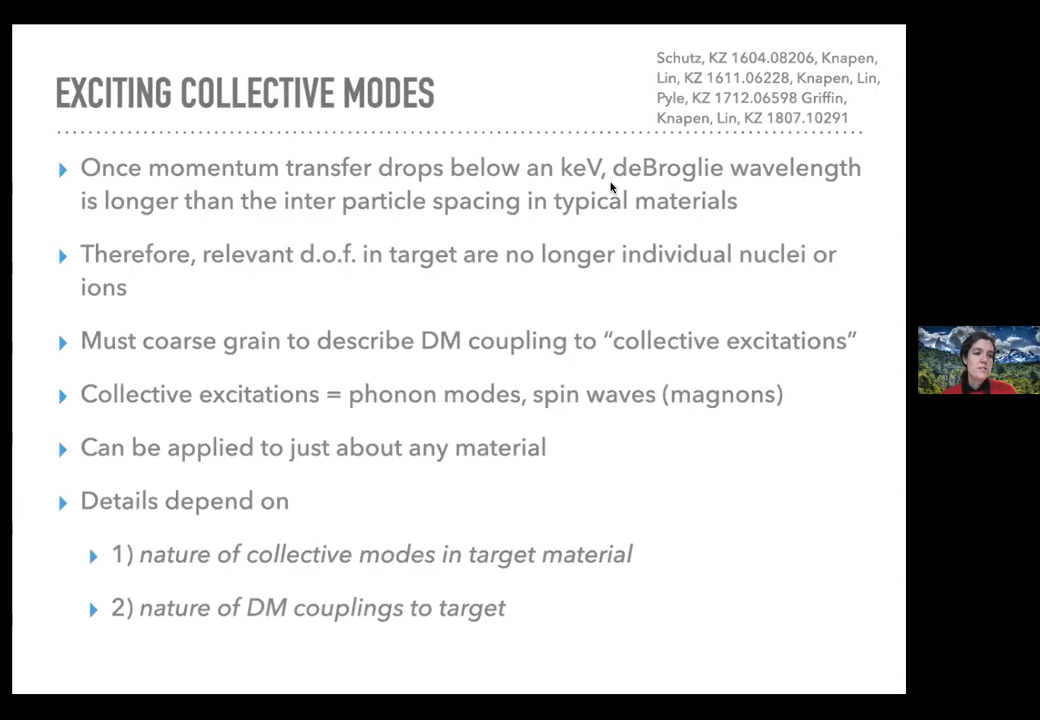 EXCITING COLLECTIVE MODES
Schutz, KZ 1604.08206, Knapen,
Lin, KZ 1611.06228, Knapen, Lin,
Pyle, KZ 1712.06598 Griffin,
Knapen, Lin, KZ 1807.10291
Once momentum transfer drops below an keV, deBroglie wavelength
is longer than the inter particle spacing in typical materials
Therefore, relevant d.o.f. in target are no longer individual nuclei or
ions
Must coarse grain to describe DM coupling to “collective excitations”
Collective excitations = phonon modes, spin waves (magnons)
Can be applied to just about any material
Details depend on
1) nature of collective modes in target material
2) nature of DM couplings to target